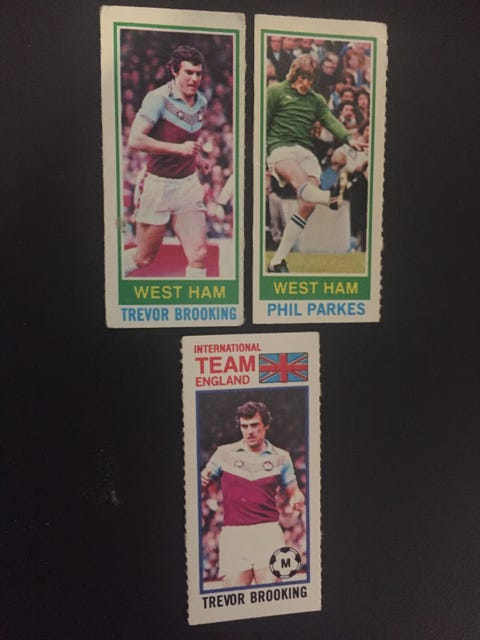 WEST HAM
TREVOR BROOKING
WEST HAM
PHIL PARKES
INTERNATIONAL
TEAM
ENGLAND
M
TREVOR BROOKING